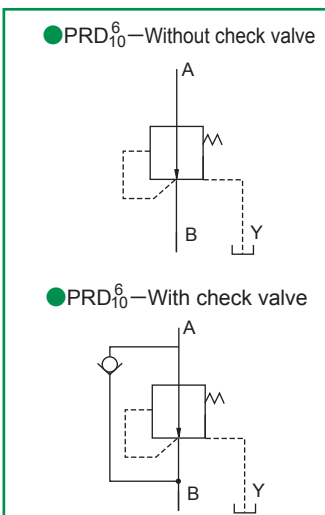 ●PRD⁶₁₀—Without check valve
A
B
Y
●PRD⁶₁₀—With check valve
A
B
Y